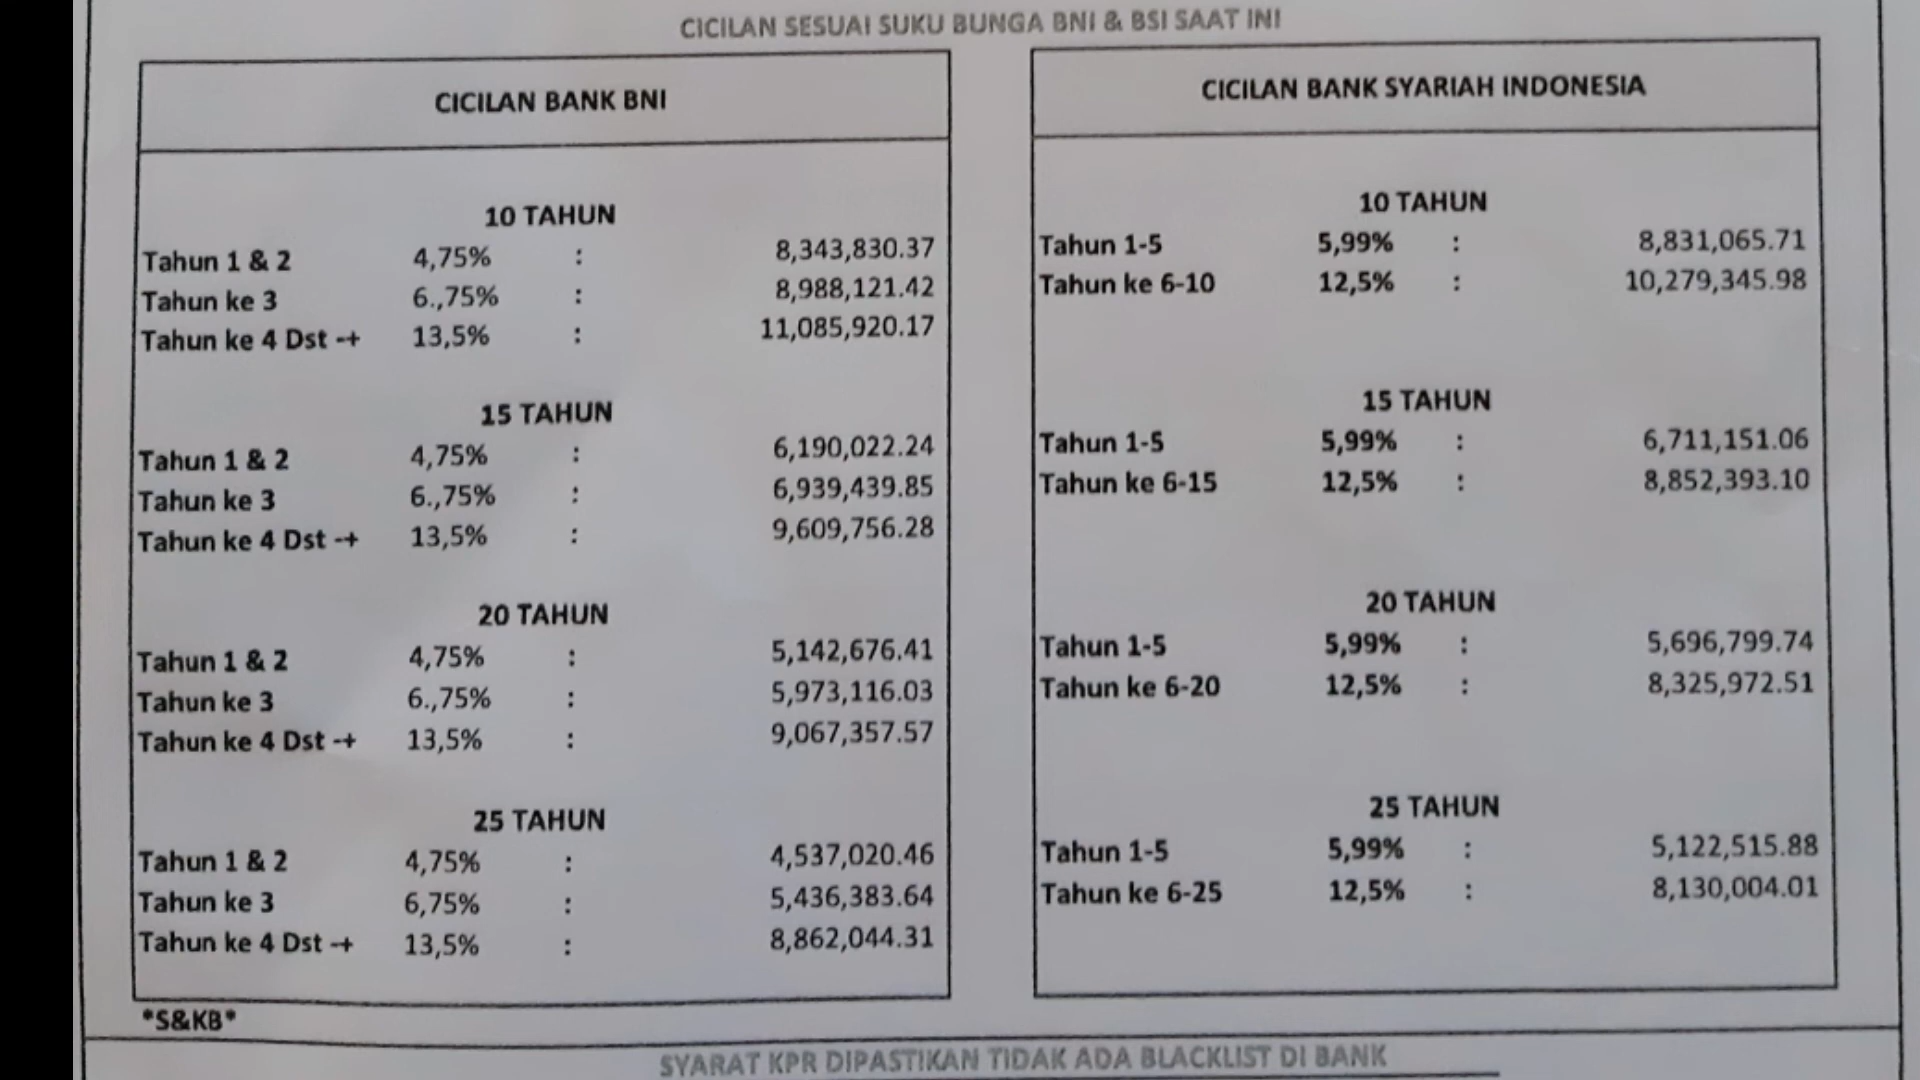 CICILAN SESUAI SUKU BUNGA BNI & BSI SAAT INI
CICILAN BANK BNI
10 TAHUN
Tahun 1 & 2 4,75% : 8,343,830.37
Tahun ke 3 6.,75% : 8,988,121.42
Tahun ke 4 Dst -+ 13,5% : 11,085,920.17
15 TAHUN
Tahun 1 & 2 4,75% : 6,190,022.24
Tahun ke 3 6.,75% : 6,939,439.85
Tahun ke 4 Dst -+ 13,5% : 9,609,756.28
20 TAHUN
Tahun 1 & 2 4,75% : 5,142,676.41
Tahun ke 3 6.,75% : 5,973,116.03
Tahun ke 4 Dst -+ 13,5% : 9,067,357.57
25 TAHUN
Tahun 1 & 2 4,75% : 4,537,020.46
Tahun ke 3 6,75% : 5,436,383.64
Tahun ke 4 Dst -+ 13,5% : 8,862,044.31
CICILAN BANK SYARIAH INDONESIA
10 TAHUN
Tahun 1-5 5,99% : 8,831,065.71
Tahun ke 6-10 12,5% : 10,279,345.98
15 TAHUN
Tahun 1-5 5,99% : 6,711,151.06
Tahun ke 6-15 12,5% : 8,852,393.10
20 TAHUN
Tahun 1-5 5,99% : 5,696,799.74
Tahun ke 6-20 12,5% : 8,325,972.51
25 TAHUN
Tahun 1-5 5,99% : 5,122,515.88
Tahun ke 6-25 12,5% : 8,130,004.01
*S&KB*
SYARAT KPR DIPASTIKAN TIDAK ADA BLACKLIST DI BANK